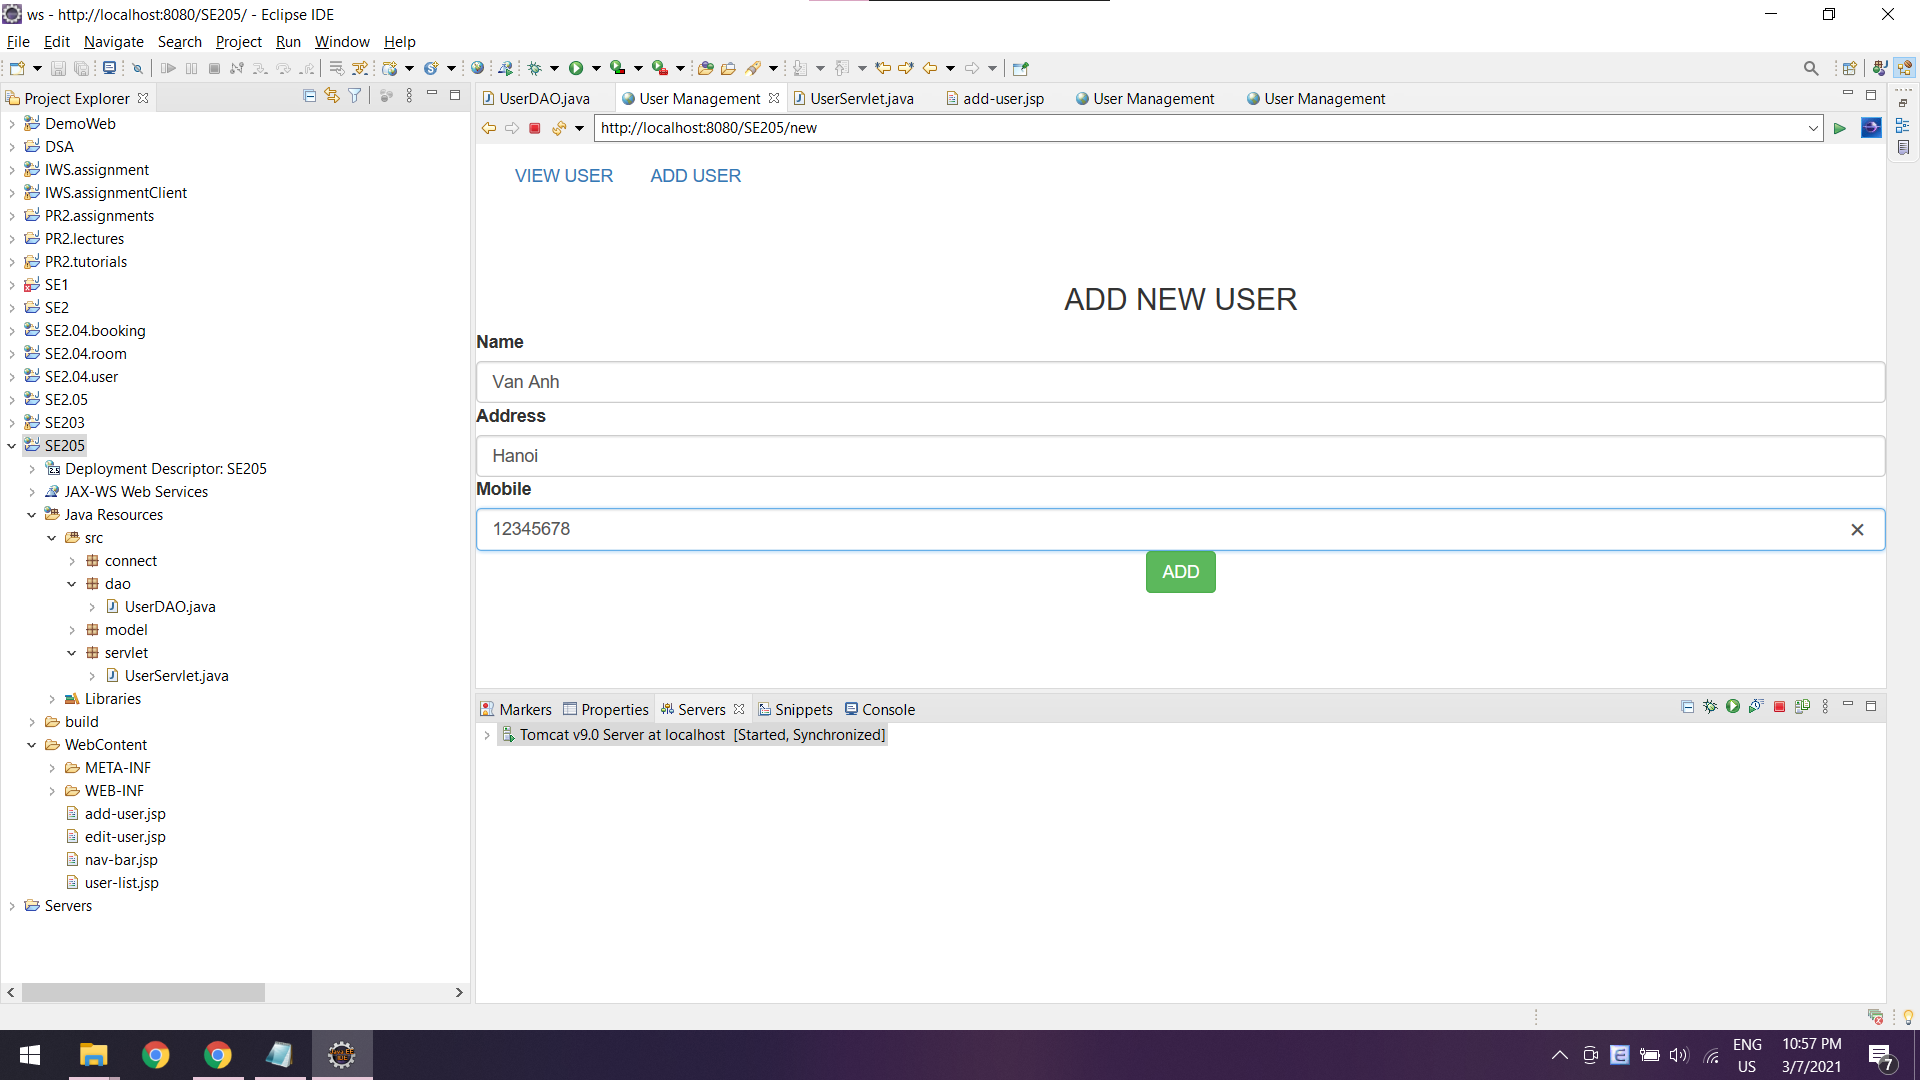 ws - http://localhost:8080/SE205/ - Eclipse IDE
File Edit Navigate Search Project Run Window Help
Project Explorer
DemoWeb
DSA
IWS.assignment
IWS.assignmentClient
PR2.assignments
PR2.lectures
PR2.tutorials
SE1
SE2
SE2.04.booking
SE2.04.room
SE2.04.user
SE2.05
SE203
SE205
Deployment Descriptor: SE205
JAX-WS Web Services
Java Resources
src
connect
dao
UserDAO.java
model
servlet
UserServlet.java
Libraries
build
WebContent
META-INF
WEB-INF
add-user.jsp
edit-user.jsp
nav-bar.jsp
user-list.jsp
Servers
UserDAO.java User Management UserServlet.java add-user.jsp User Management User Management
http://localhost:8080/SE205/new
VIEW USER ADD USER
ADD NEW USER
Name
Van Anh
Address
Hanoi
Mobile
12345678
ADD
Markers Properties Servers Snippets Console
Tomcat v9.0 Server at localhost [Started, Synchronized]
ENG
US
10:57 PM
3/7/2021
7